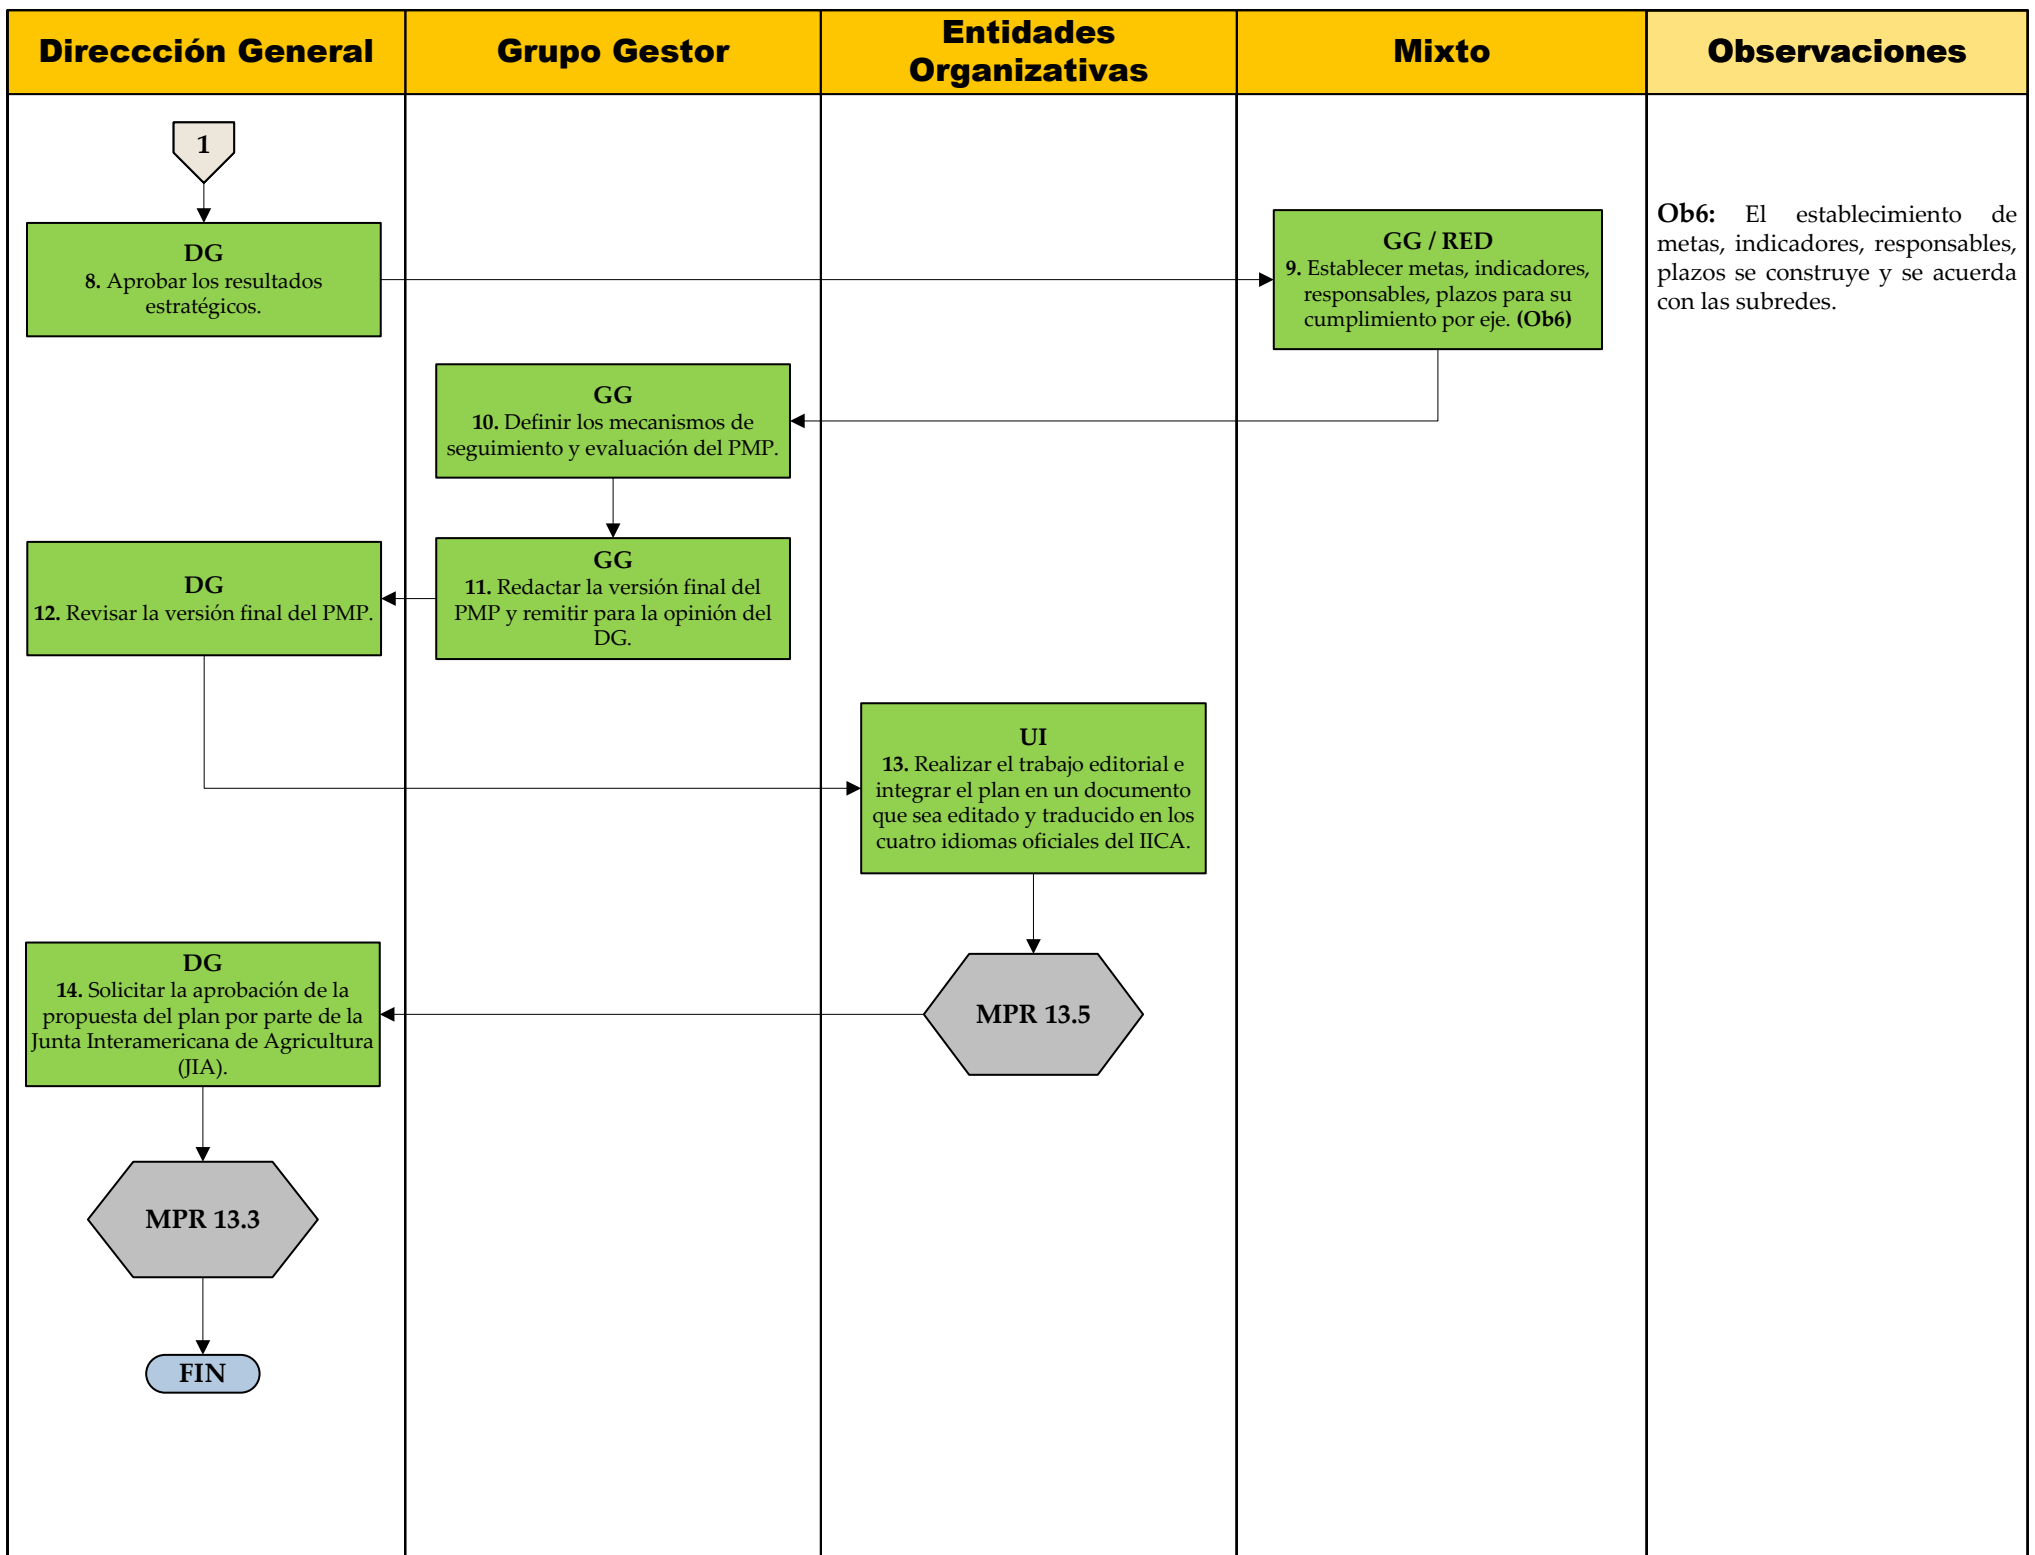 Direccción General
Grupo Gestor
Entidades
Organizativas
Mixto
Observaciones
1
DG
8. Aprobar los resultados
estratégicos.
GG / RED
9. Establecer metas, indicadores,
responsables, plazos para su
cumplimiento por eje. (Ob6)
Ob6: El establecimiento de
metas, indicadores, responsables,
plazos se construye y se acuerda
con las subredes.
GG
10. Definir los mecanismos de
seguimiento y evaluación del PMP.
GG
11. Redactar la versión final del
PMP y remitir para la opinión del
DG.
DG
12. Revisar la versión final del PMP.
UI
13. Realizar el trabajo editorial e
integrar el plan en un documento
que sea editado y traducido en los
cuatro idiomas oficiales del IICA.
MPR 13.5
DG
14. Solicitar la aprobación de la
propuesta del plan por parte de la
Junta Interamericana de Agricultura
(JIA).
MPR 13.3
FIN